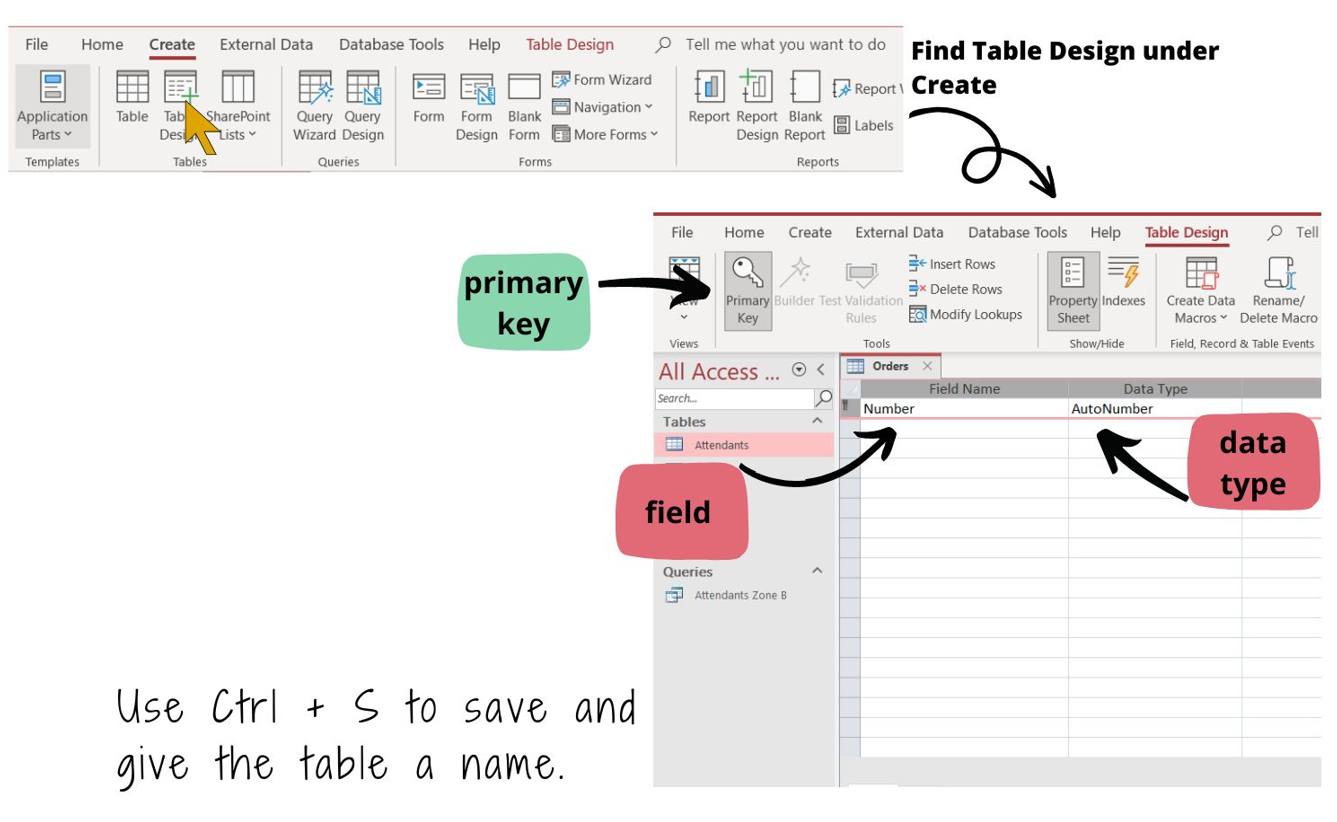 File Home Create External Data Database Tools Help Table Design Tell me what you want to do
Application Parts
Table
SharePoint Lists
Query Wizard
Query Design
Form
Form Design
Blank Form
Form Wizard
Navigation
More Forms
Report
Report Design
Blank Report
Report
Labels
Templates Tables Queries Forms Reports
Find Table Design under
Create
File Home Create External Data Database Tools Help Table Design Tell
primary
key
Primary
Key
Builder
Test Validation
Rules
Insert Rows
Delete Rows
Modify Lookups
Property
Sheet
Indexes
Create Data
Macros
Rename/
Delete Macro
Views Tools Show/Hide Field, Record & Table Events
All Access ...
Search...
Tables
Attendants
Queries
Attendants Zone B
Orders
Field Name Data Type
Number AutoNumber
field
data
type
Use Ctrl + S to save and
give the table a name.